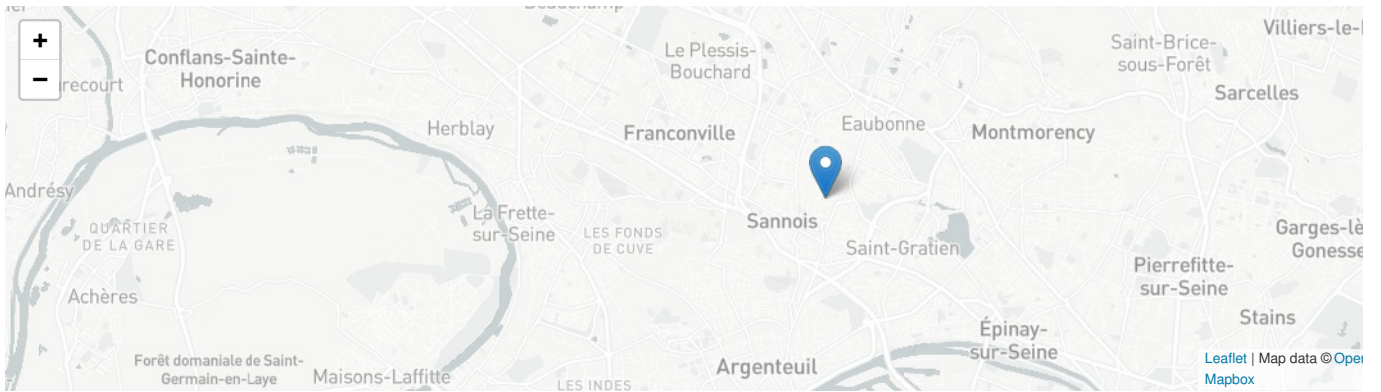 +
−
Conflans-Sainte-
Honorine
Le Plessis-
Bouchard
Saint-Brice-
sous-Forêt
Sarcelles
Herblay
Franconville
Eaubonne
Montmorency
Andrésy
QUARTIER
DE LA GARE
La Frette-
sur-Seine
LES FONDS
DE CUVE
Sannois
Saint-Gratien
Pierrefitte-
sur-Seine
Achères
Stains
Épinay-
sur-Seine
Forêt domaniale de Saint-
Germain-en-Laye
Maisons-Laffitte
Argenteuil
LES INDES
Leaflet | Map data © Oper
Mapbox
Villiers-le-
Garges-lè
Gonesse
recourt